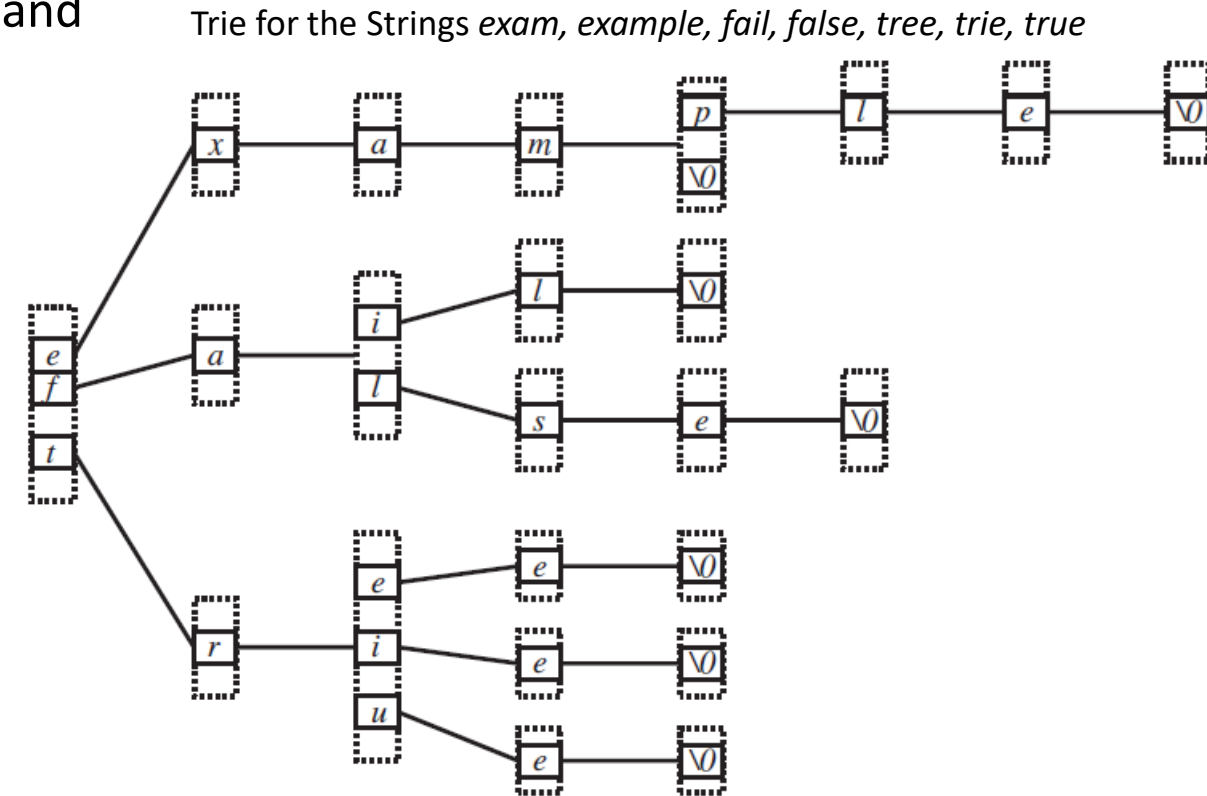 and
Trie for the Strings exam, example, fail, false, tree, trie, true
p l e \0
x a m
\0
l \0
i
e a
f l
s e \0
t
e e \0
r i e \0
u
e \0